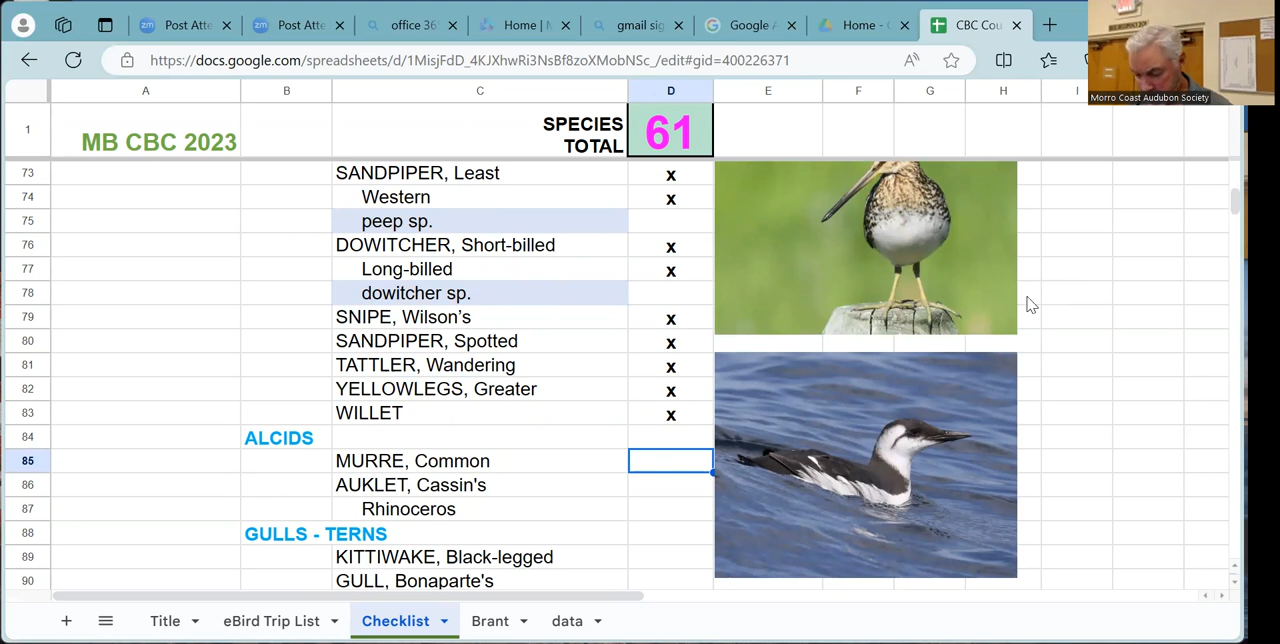 Post Atte
Post Atte
office 36
Home | N
gmail sig
Google A
Home - G
CBC Cou
https://docs.google.com/spreadsheets/d/1MisjFdD_4KJXhwRi3NsBf8zoXMobNSc_/edit#gid=400226371
Morro Coast Audubon Society
A B C D E F G H I
1 MB CBC 2023 SPECIES TOTAL 61
73 SANDPIPER, Least x
74 Western x
75 peep sp.
76 DOWITCHER, Short-billed x
77 Long-billed x
78 dowitcher sp.
79 SNIPE, Wilson's x
80 SANDPIPER, Spotted x
81 TATTLER, Wandering x
82 YELLOWLEGS, Greater x
83 WILLET x
84 ALCIDS
85 MURRE, Common
86 AUKLET, Cassin's
87 Rhinoceros
88 GULLS - TERNS
89 KITTIWAKE, Black-legged
90 GULL, Bonaparte's
Title
eBird Trip List
Checklist
Brant
data